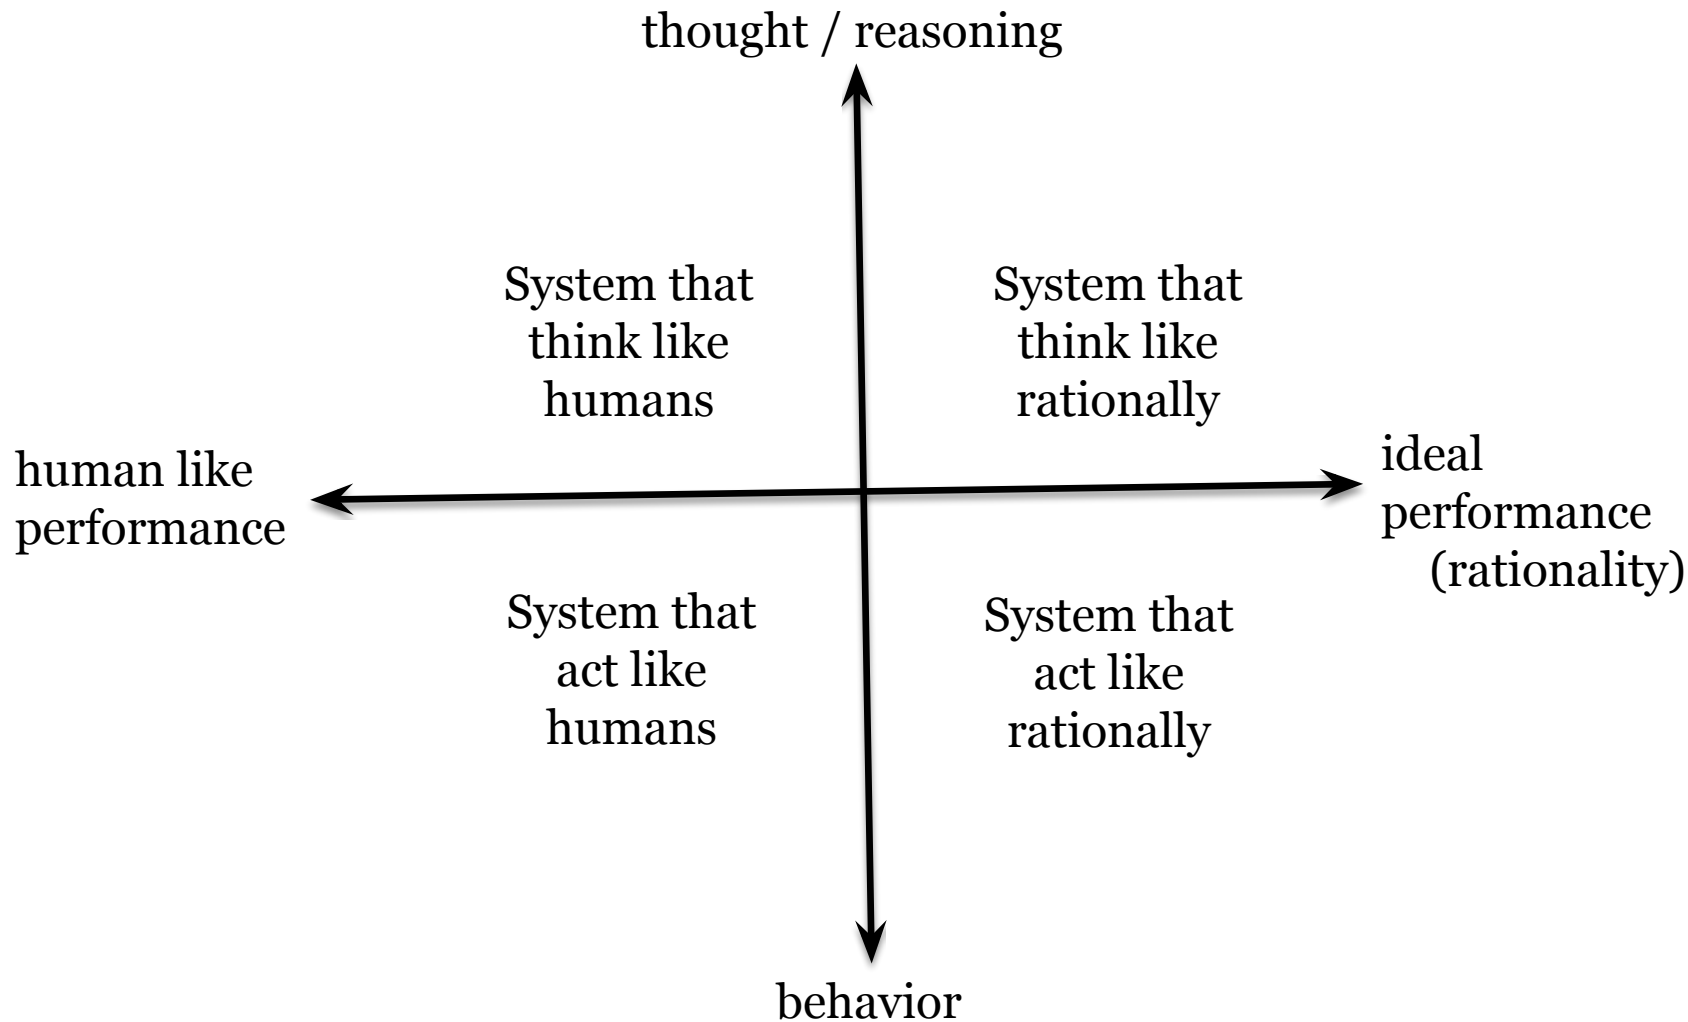 thought / reasoning
System that
think like
humans
System that
think like
rationally
human like
performance
ideal
performance
(rationality)
System that
act like
humans
System that
act like
rationally
behavior